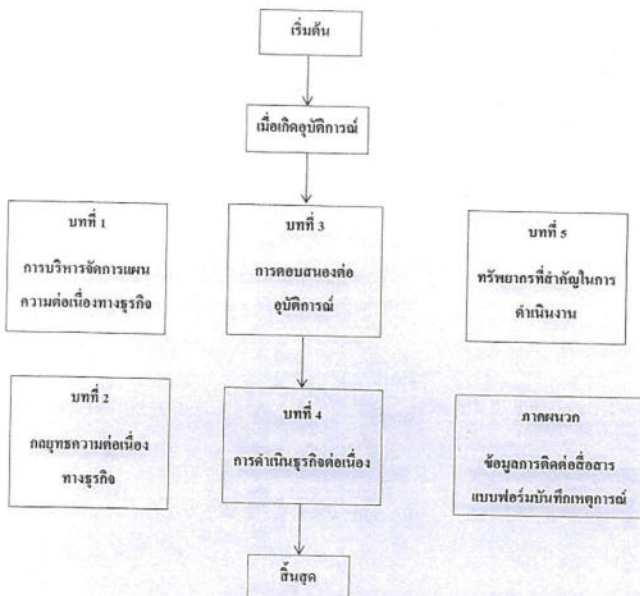 เริ่มต้น
เมื่อเกิดอุบัติการณ์
บทที่ 1
การบริหารจัดการแผน
ความต่อเนื่องทางธุรกิจ
บทที่ 3
การตอบสนองต่อ
อุบัติการณ์
บทที่ 5
ทรัพยากรที่สำคัญในการ
ดำเนินงาน
บทที่ 2
กลยุทธความต่อเนื่อง
ทางธุรกิจ
บทที่ 4
การดำเนินธุรกิจต่อเนื่อง
ภาคผนวก
ข้อมูลการติดต่อสื่อสาร
แบบฟอร์มบันทึกเหตุการณ์
สิ้นสุด